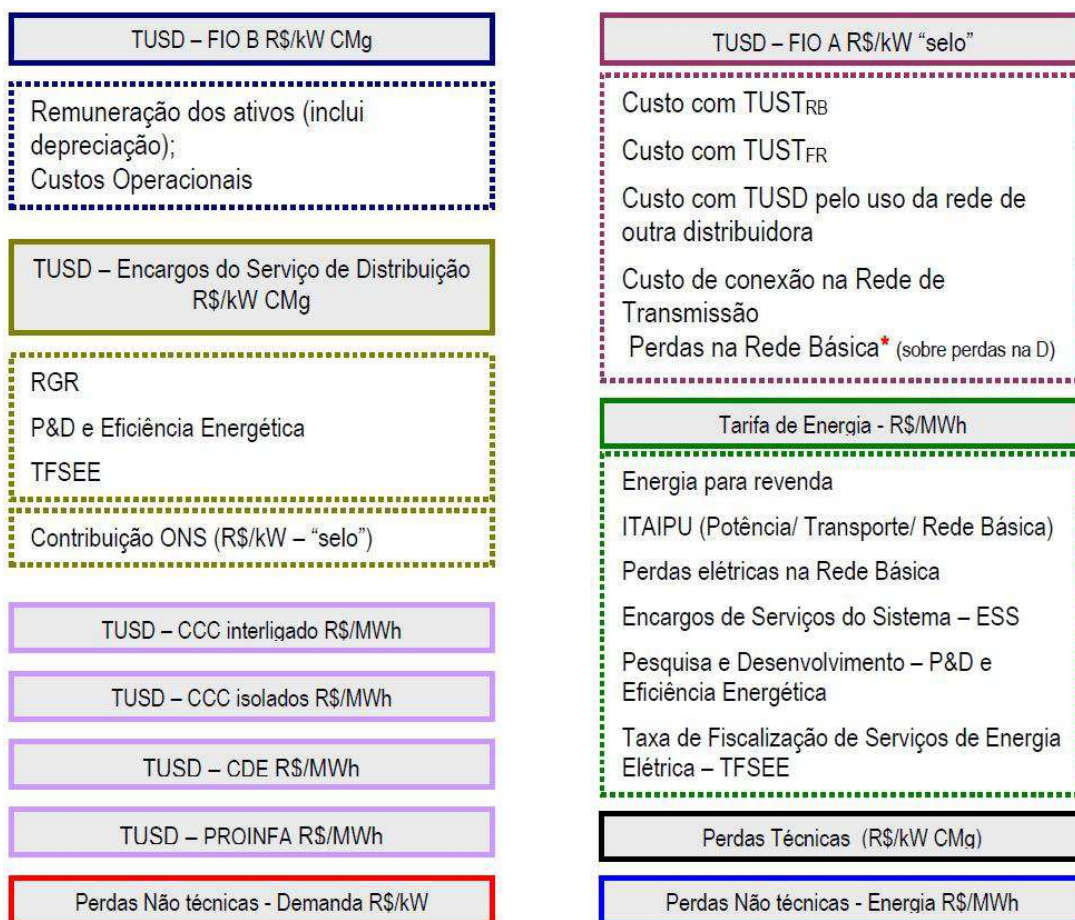 TUSD – FIO B R$/kW CMg
Remuneração dos ativos (inclui
depreciação);
Custos Operacionais
TUSD – Encargos do Serviço de Distribuição
R$/kW CMg
RGR
P&D e Eficiência Energética
TFSEE
Contribuição ONS (R$/kW – “selo”)
TUSD – CCC interligado R$/MWh
TUSD – CCC isolados R$/MWh
TUSD – CDE R$/MWh
TUSD – PROINFA R$/MWh
Perdas Não técnicas - Demanda R$/kW
TUSD – FIO A R$/kW “selo”
Custo com TUSTRB
Custo com TUSTFR
Custo com TUSD pelo uso da rede de
outra distribuidora
Custo de conexão na Rede de
Transmissão
Perdas na Rede Básica* (sobre perdas na D)
Tarifa de Energia - R$/MWh
Energia para revenda
ITAIPU (Potência/ Transporte/ Rede Básica)
Perdas elétricas na Rede Básica
Encargos de Serviços do Sistema – ESS
Pesquisa e Desenvolvimento – P&D e
Eficiência Energética
Taxa de Fiscalização de Serviços de Energia
Elétrica – TFSEE
Perdas Técnicas (R$/kW CMg)
Perdas Não técnicas - Energia R$/MWh